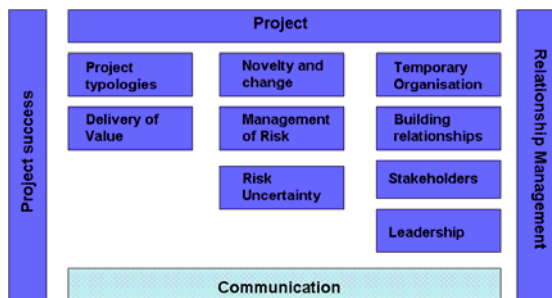 Project
Project success
Project
typologies
Novelty and
change
Temporary
Organisation
Delivery of
Value
Management
of Risk
Building
relationships
Risk
Uncertainty
Stakeholders
Leadership
Relationship Management
Communication